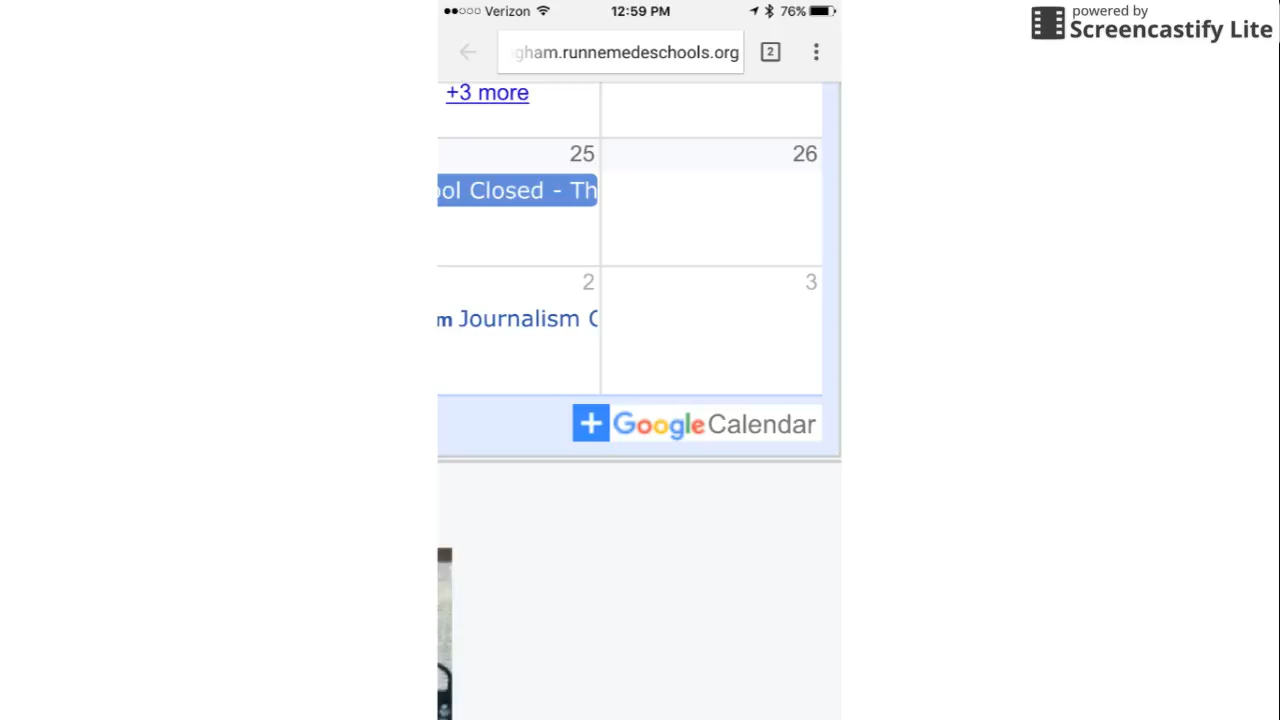 Verizon 12:59 PM 76%
powered by
Screencastify Lite
gham.runnemedeschools.org 2
+3 more
25 26
ool Closed - Th
2 3
m Journalism C
+ Google Calendar